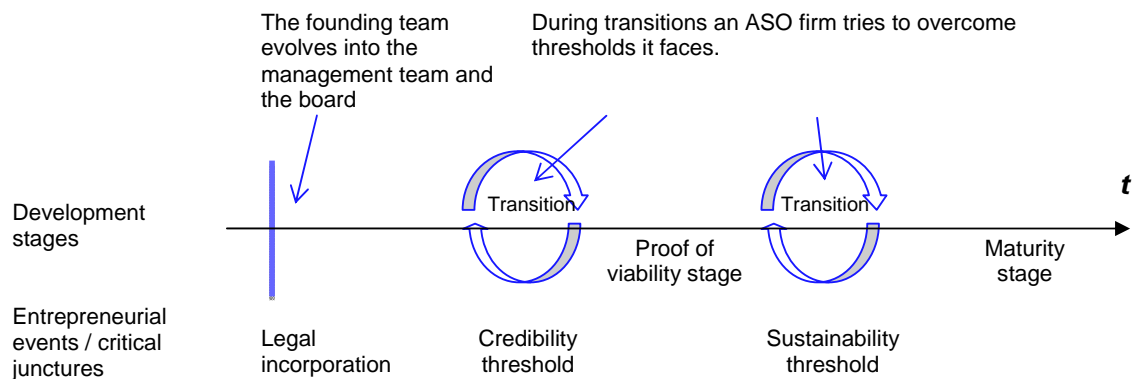 The founding team
evolves into the
management team and
the board
During transitions an ASO firm tries to overcome
thresholds it faces.
t
Transition
Transition
Development
stages
Proof of
viability stage
Maturity
stage
Entrepreneurial
events / critical
junctures
Legal
incorporation
Credibility
threshold
Sustainability
threshold